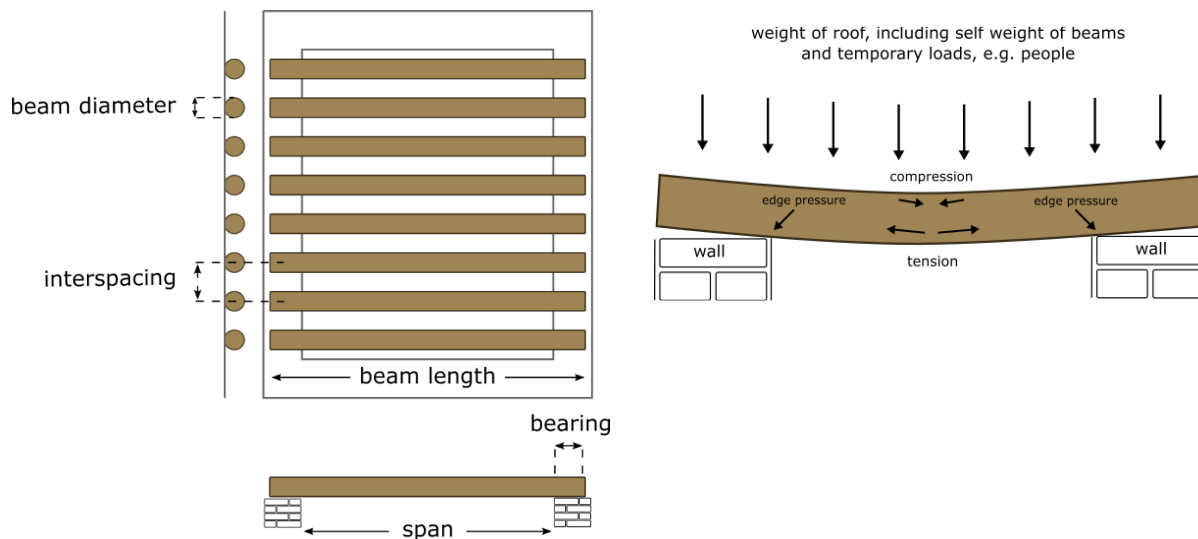 beam diameter
interspacing
beam length
bearing
span
weight of roof, including self weight of beams
and temporary loads, e.g. people
compression
edge pressure
edge pressure
wall
wall
tension